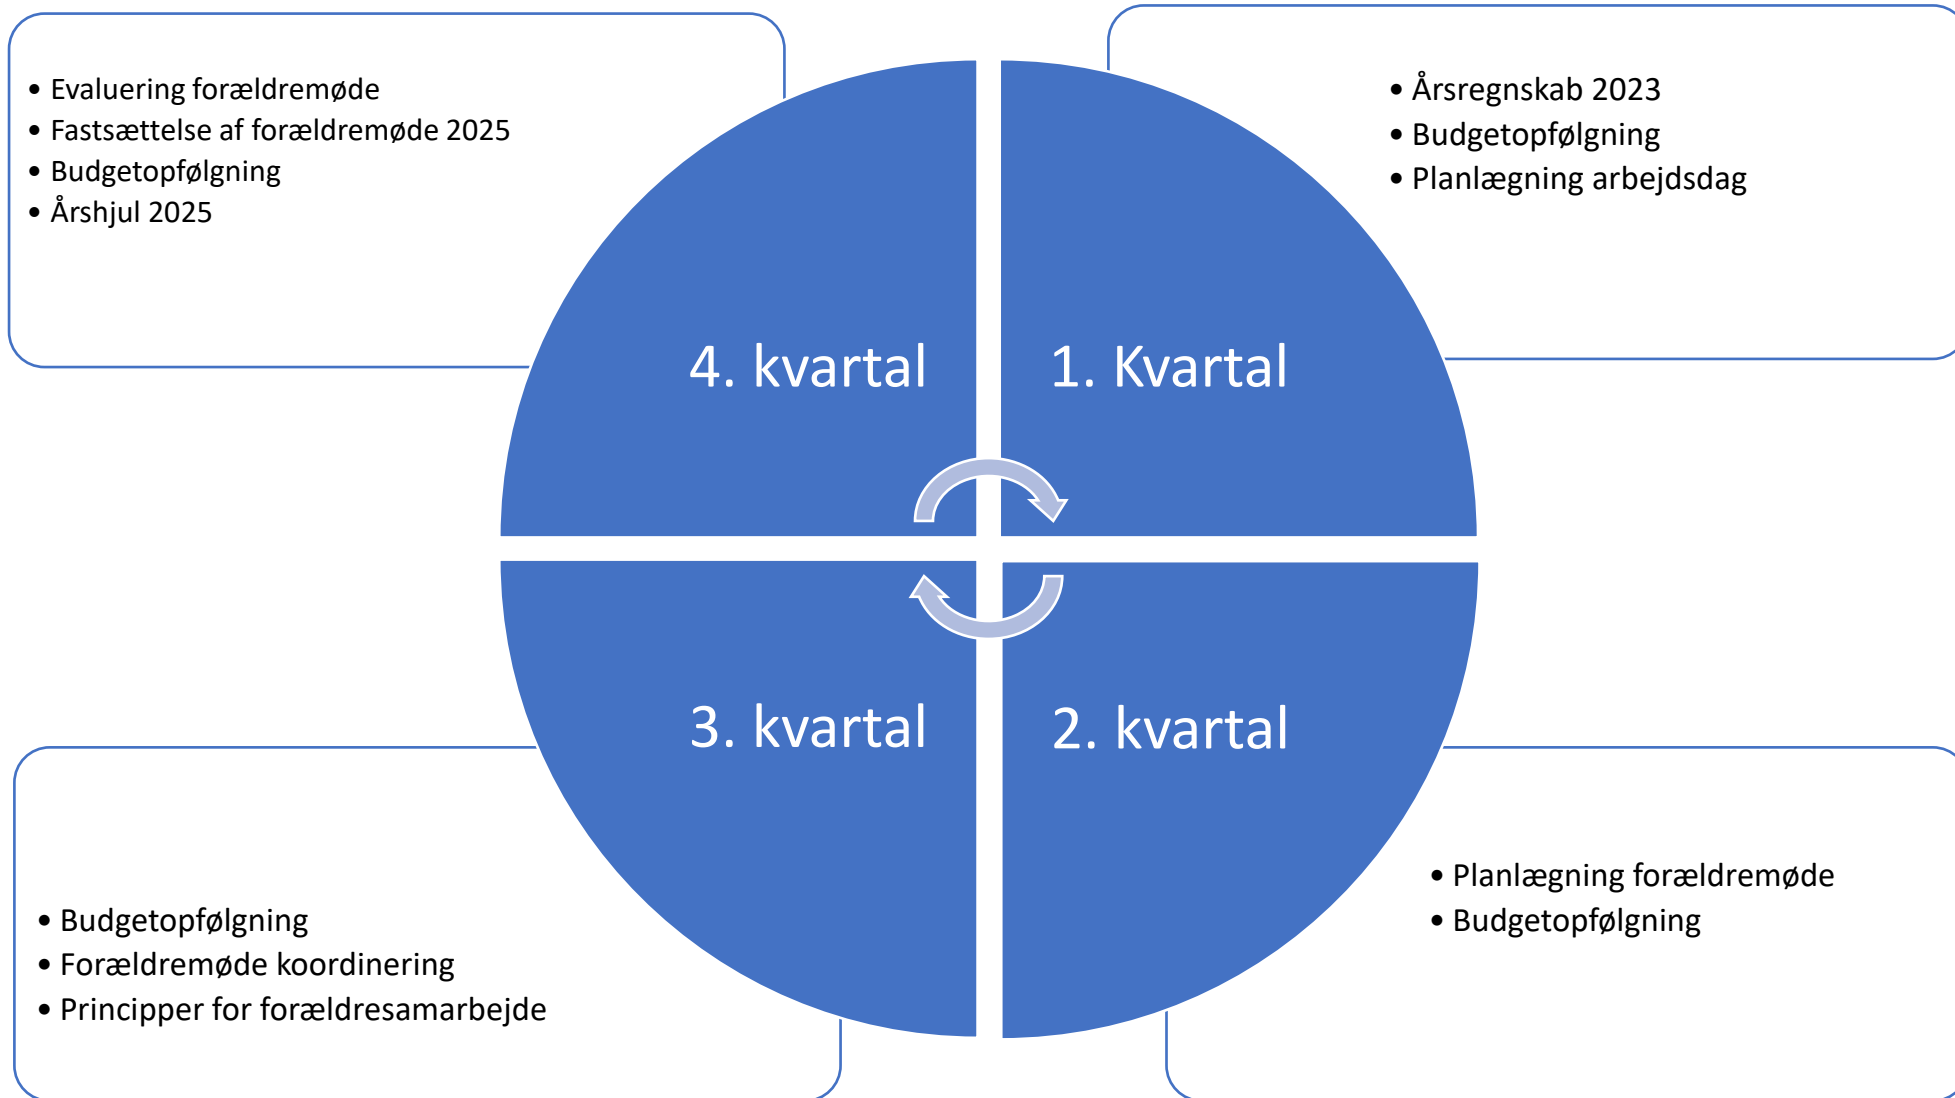 • Evaluering forældremøde
• Fastsættelse af forældremøde 2025
• Budgetopfølgning
• Årshjul 2025
• Årsregnskab 2023
• Budgetopfølgning
• Planlægning arbejdsdag
4. kvartal
1. Kvartal
3. kvartal
2. kvartal
• Budgetopfølgning
• Forældremøde koordinering
• Principper for forældresamarbejde
• Planlægning forældremøde
• Budgetopfølgning